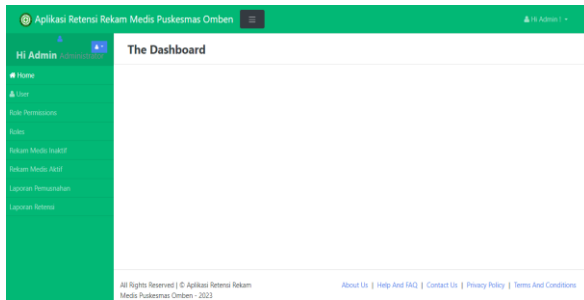 Aplikasi Retensi Rekam Medis Puskesmas Omben
Hi Admin !
Hi Admin Administrator
The Dashboard
Home
User
Role Permissions
Roles
Rekam Medis Inaktif
Rekam Medis Aktif
Laporan Pemusnahan
Laporan Retensi
All Rights Reserved | © Aplikasi Retensi Rekam
Medis Puskesmas Omben - 2023
About Us | Help And FAQ | Contact Us | Privacy Policy | Terms And Conditions